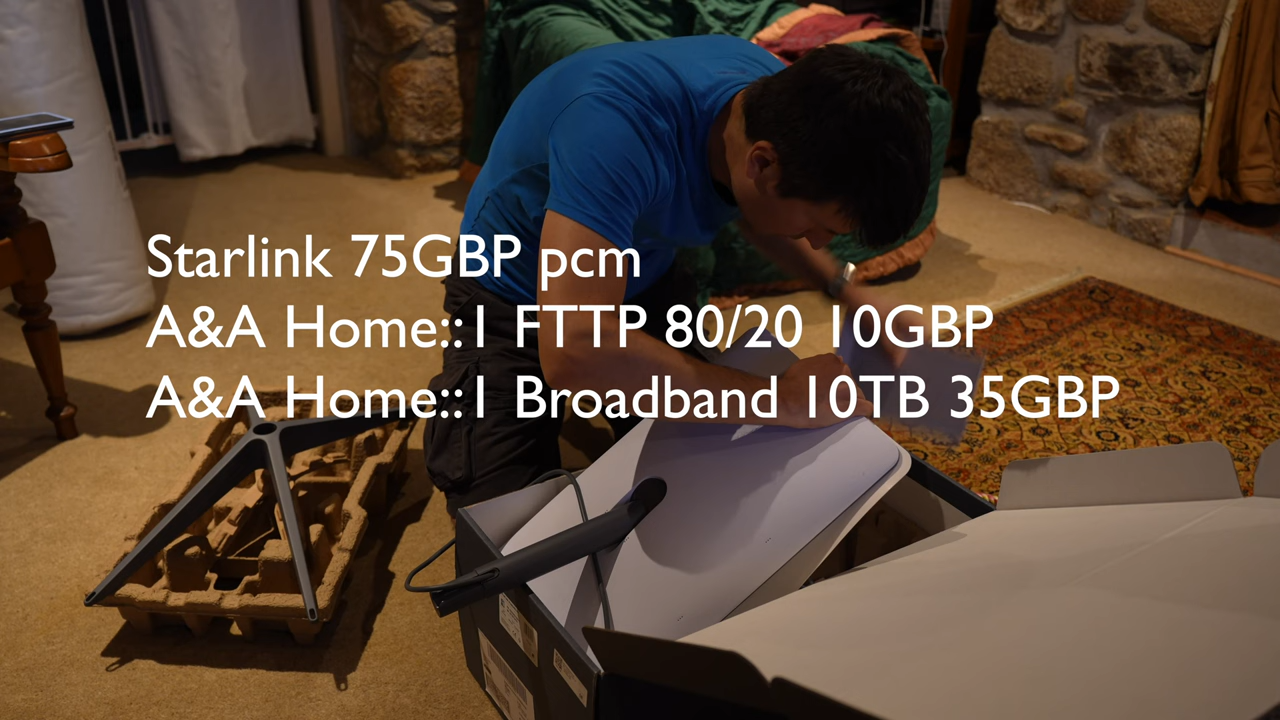 Starlink 75GBP pcm
A&A Home::1 FTTP 80/20 10GBP
A&A Home::1 Broadband 10TB 35GBP